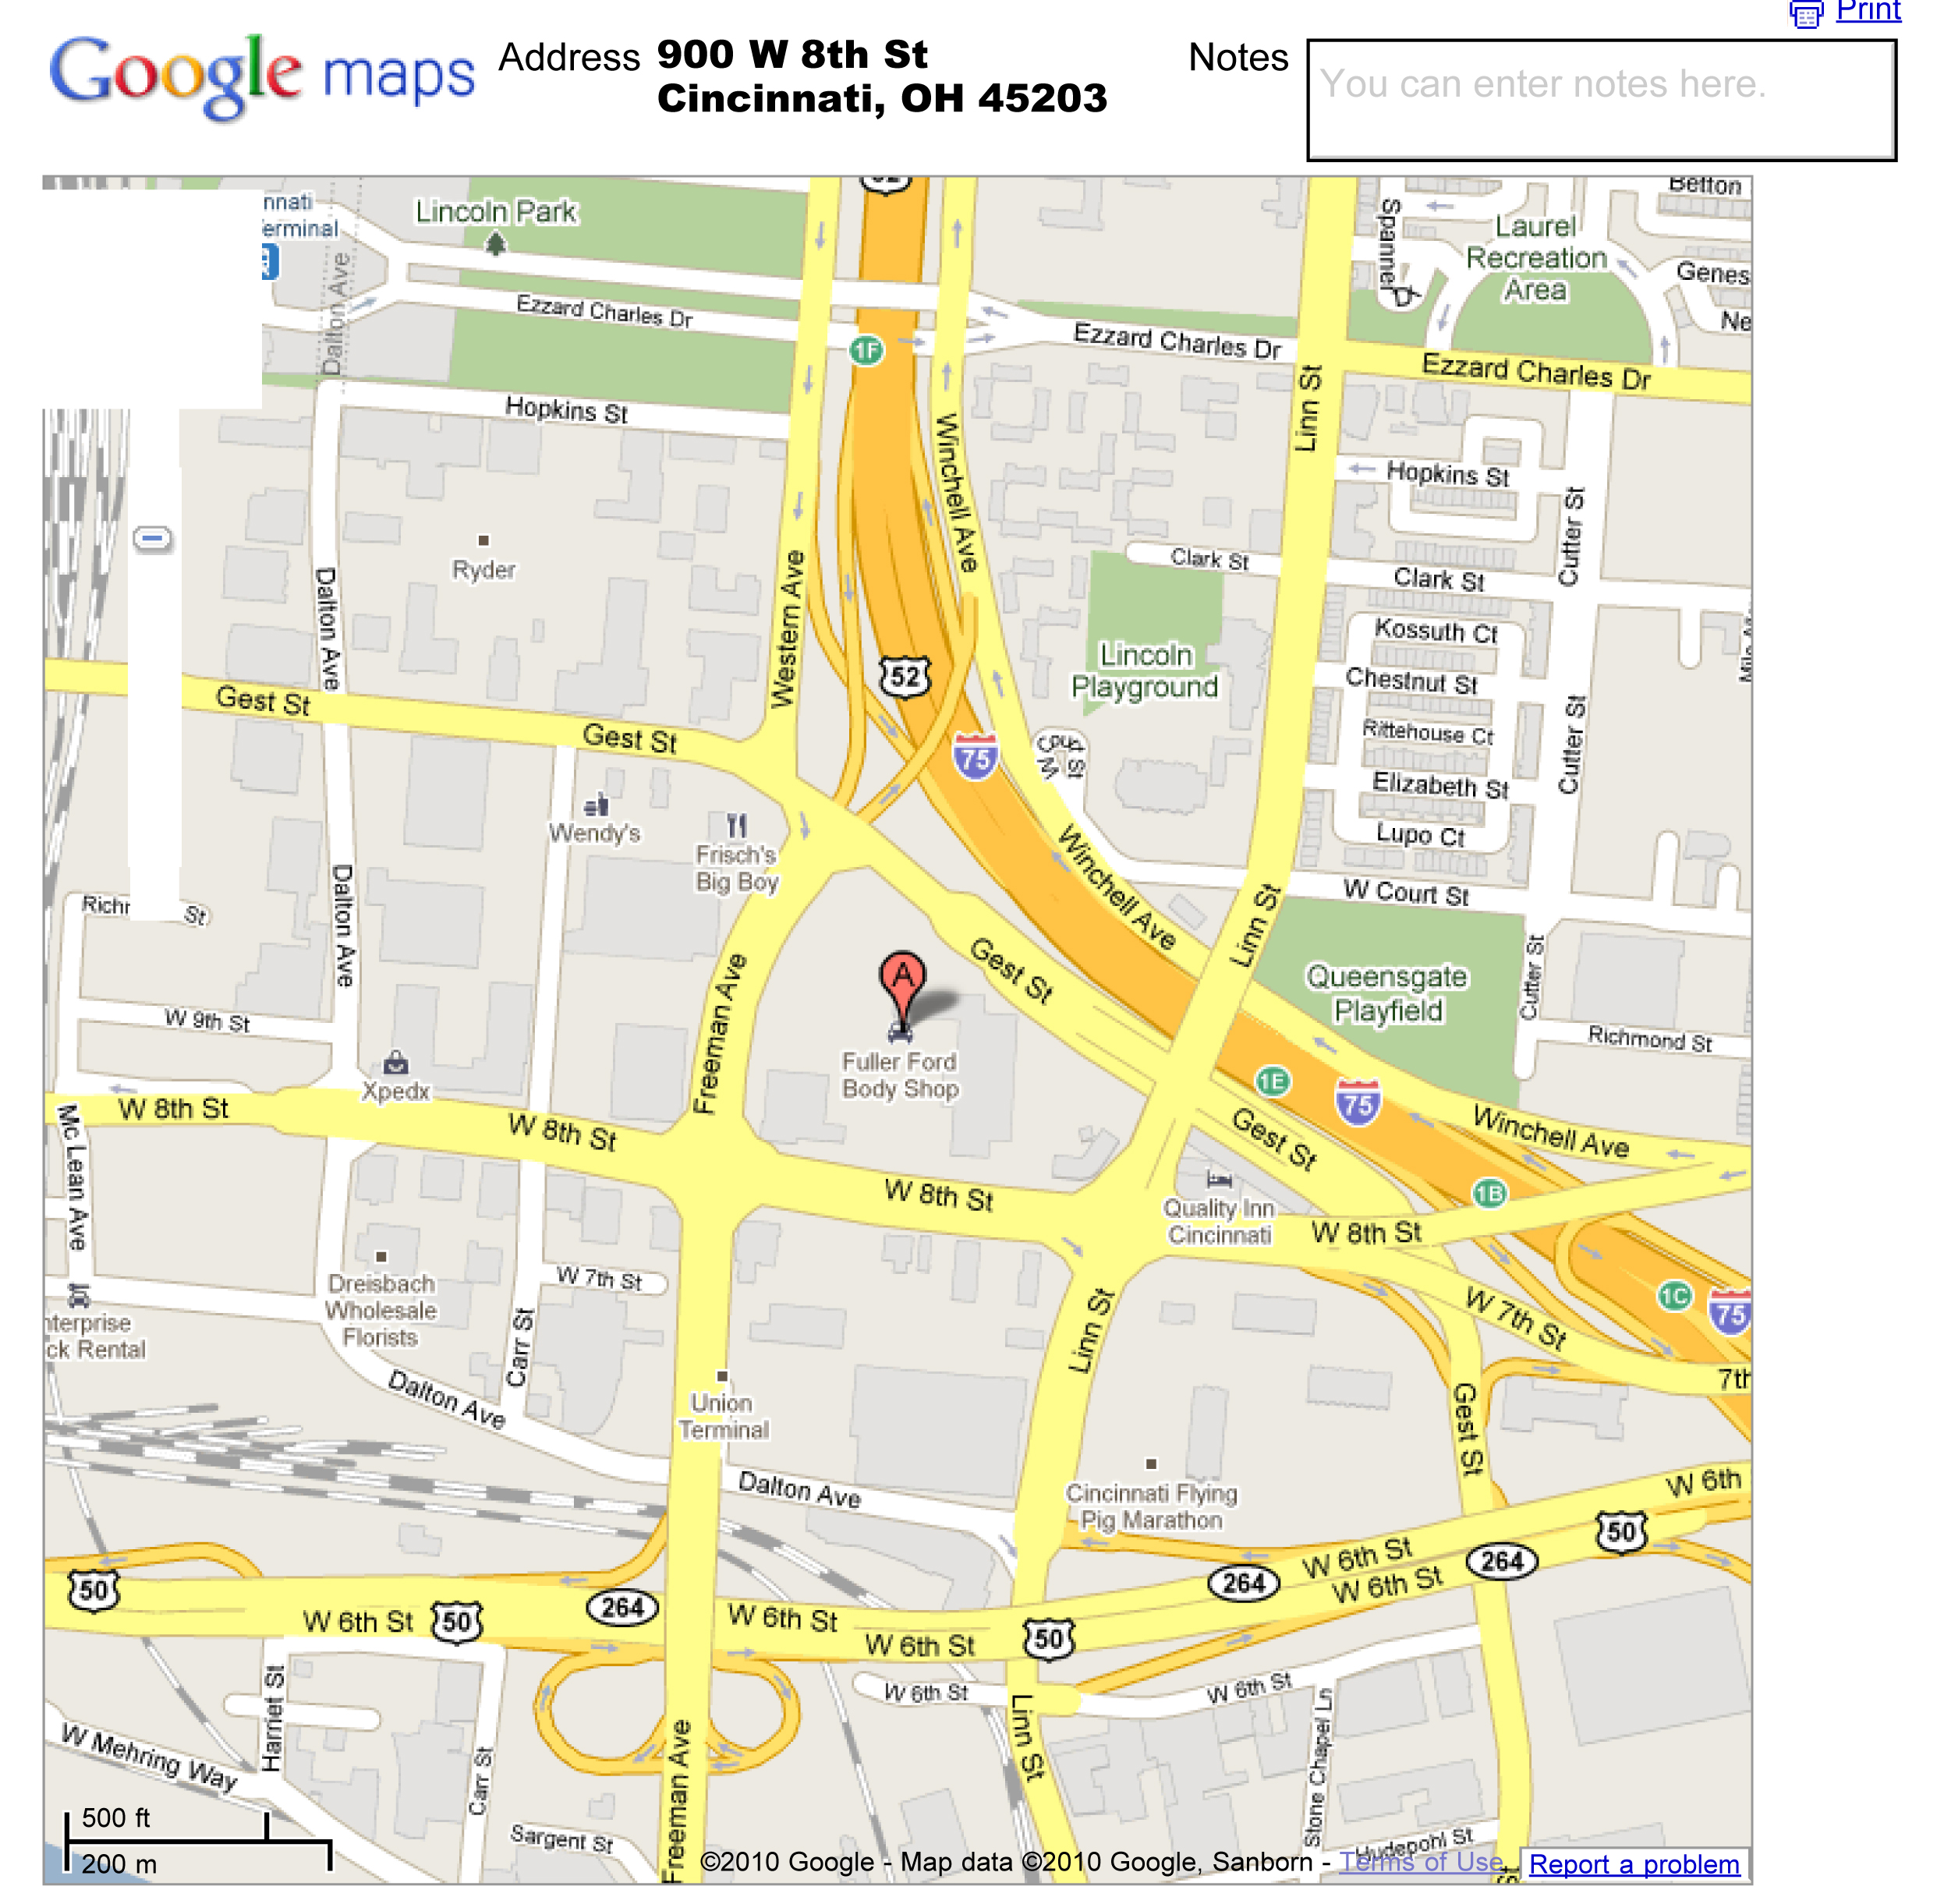 Print
Google maps
Address 900 W 8th St
Cincinnati, OH 45203
Notes
You can enter notes here.
52
Betton
Spanner
Laurel
Recreation
Area
Genes
Ne
nnati
erminal
Lincoln Park
Dalton Ave
Ezzard Charles Dr
1F
Ezzard Charles Dr
Ezzard Charles Dr
Hopkins St
Linn St
Winchell Ave
Hopkins St
Cutter St
Ryder
Western Ave
Clark St
Clark St
Dalton Ave
Kossuth Ct
Lincoln
Playground
52
Chestnut St
Gest St
Gest St
75
Rittehouse Ct
Cutter St
W Court St
Elizabeth St
Wendy's
Frisch's
Big Boy
Winchell Ave
Lupo Ct
Dalton Ave
Richr
St
W Court St
Linn St
Gest St
Freeman Ave
Queensgate
Playfield
Cutter St
W 9th St
Richmond St
Fuller Ford
Body Shop
A
Xpedx
1E
75
W 8th St
W 8th St
Mc Lean Ave
Gest St
Winchell Ave
W 8th St
Quality Inn
Cincinnati
1B
W 8th St
W 7th St
Dreisbach
Wholesale
Florists
1C
75
nterprise
ck Rental
Carr St
Linn St
W 7th St
7th
Dalton Ave
Union
Terminal
Gest St
Dalton Ave
Cincinnati Flying
Pig Marathon
W 6th
50
W 6th St
264
264
W 6th St
50
264
W 6th St
50
W 6th St
W 6th St
50
W 6th St
W 6th St
Harriet St
Linn St
Stone Chapel Ln
W Mehring Way
Carr St
Freeman Ave
500 ft
200 m
Sargent St
Hudepohl St
St
©2010 Google - Map data ©2010 Google, Sanborn - Terms of Use
Report a problem